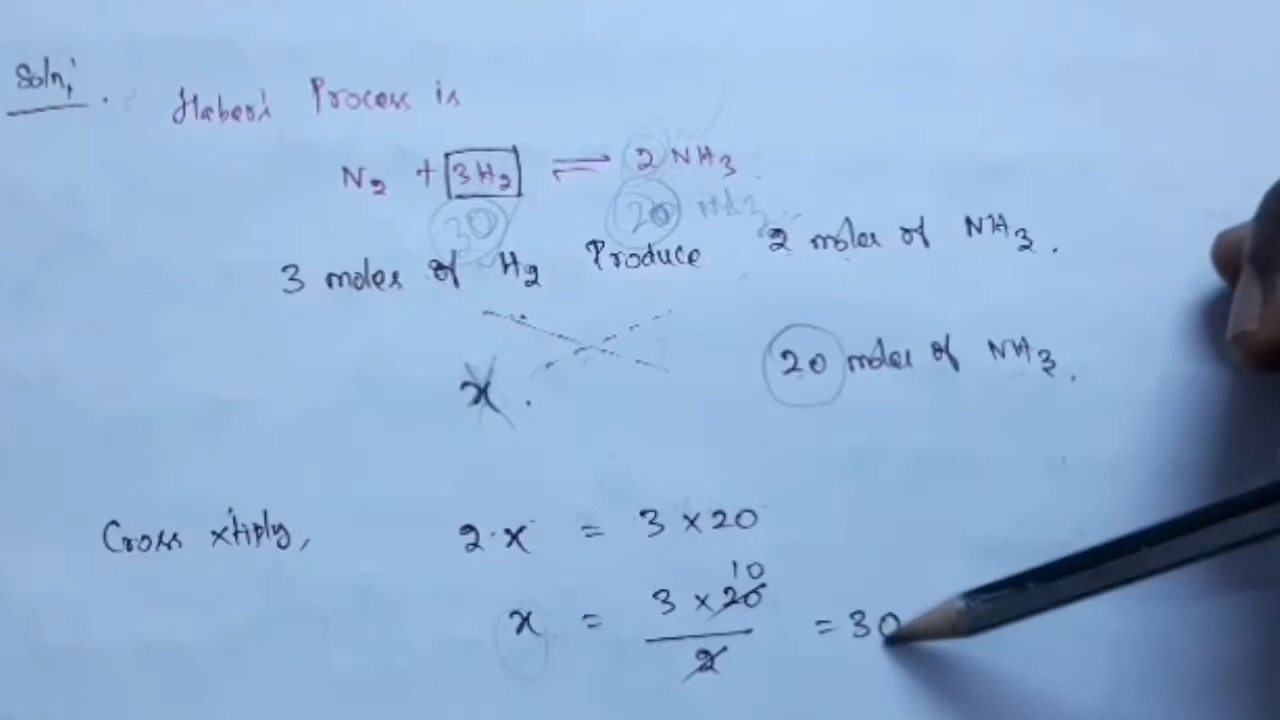 Soln;
Haber's Process is
N₂ + 3H₂ ⇌ 2NH₃.
30 20 NH₃
3 moles of H₂ Produce 2 moles of NH₃.
x. 20 moles of NH₃.
Cross xtiply, 2·x = 3 × 20
10
x = 3 × 20 = 30
2